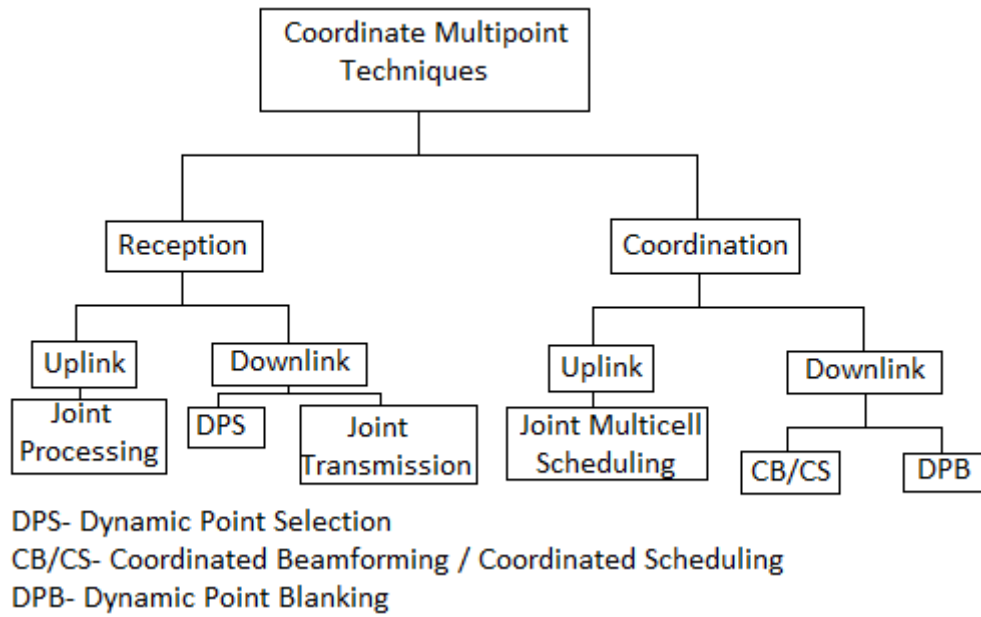 Coordinate Multipoint
Techniques
Reception
Coordination
Uplink
Downlink
Uplink
Downlink
Joint
Processing
DPS
Joint
Transmission
Joint Multicell
Scheduling
CB/CS
DPB
DPS- Dynamic Point Selection
CB/CS- Coordinated Beamforming / Coordinated Scheduling
DPB- Dynamic Point Blanking